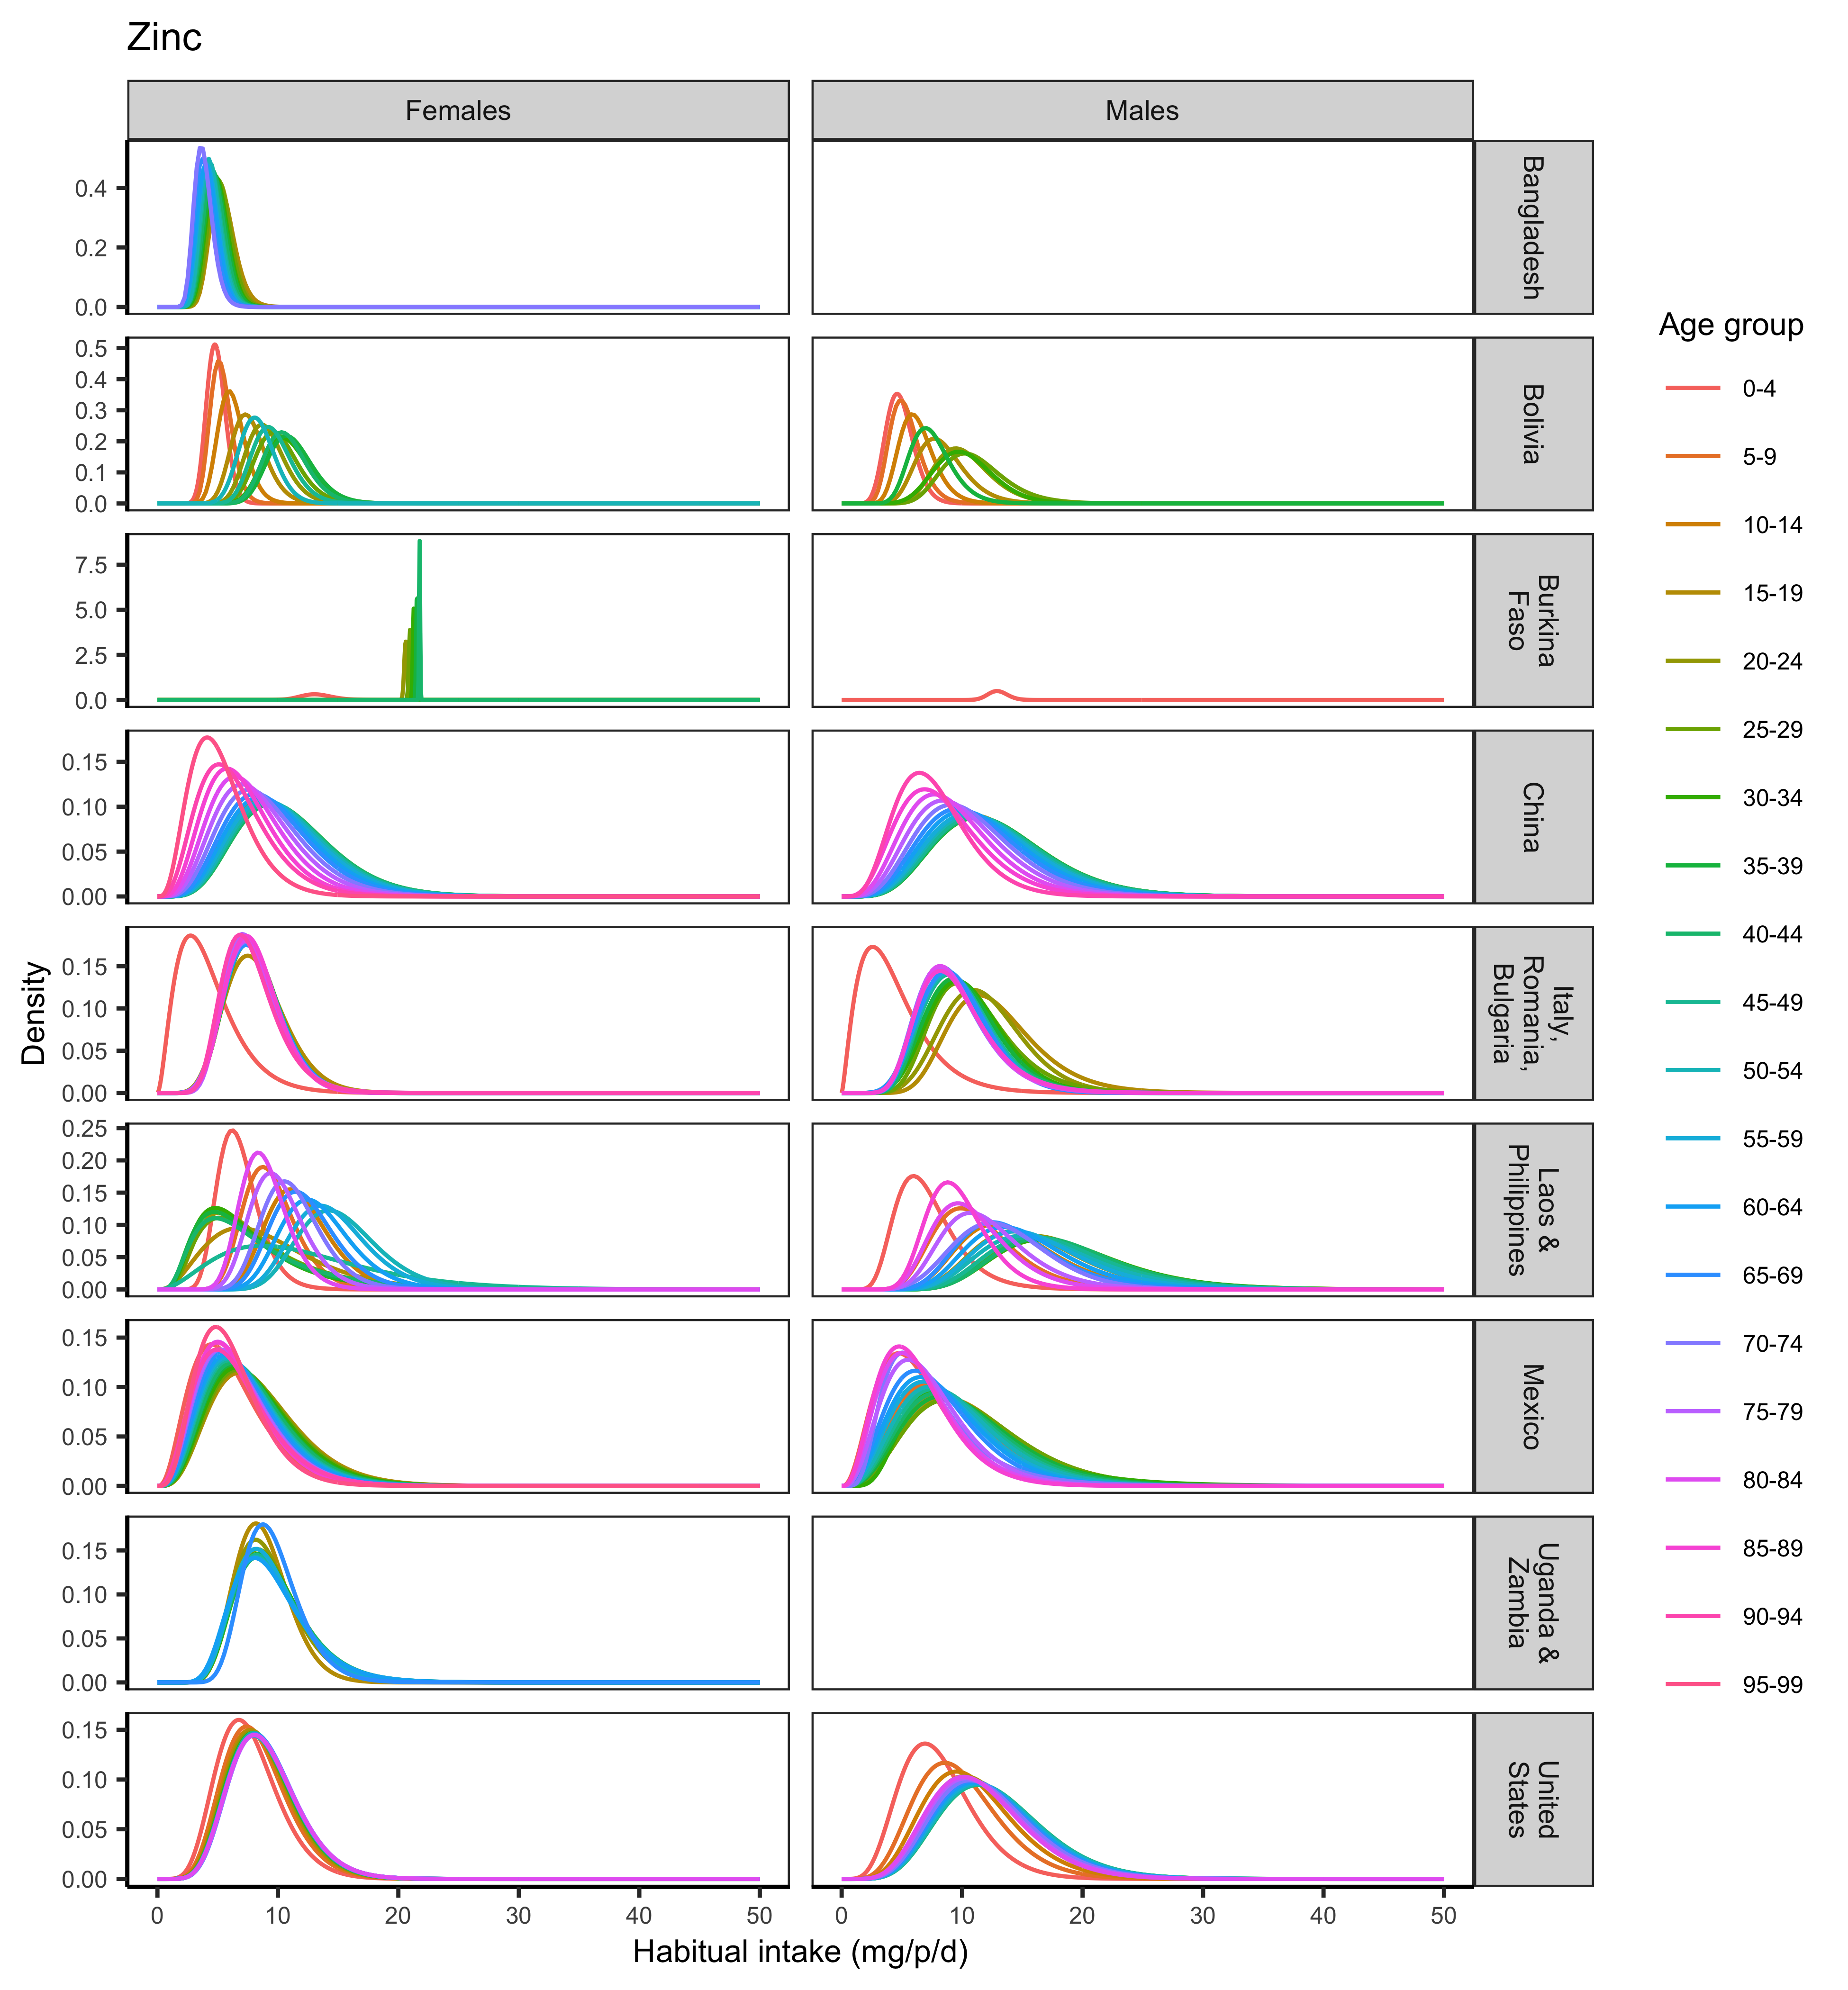 Zinc
Females
Males
0.4
0.2
0.0
Bangladesh
0.5
0.4
0.3
0.2
0.1
0.0
Bolivia
7.5
5.0
2.5
0.0
Burkina
Faso
0.15
0.10
0.05
0.00
China
0.15
0.10
0.05
0.00
Italy,
Romania,
Bulgaria
0.25
0.20
0.15
0.10
0.05
0.00
Laos &
Philippines
0.15
0.10
0.05
0.00
Mexico
0.15
0.10
0.05
0.00
Uganda &
Zambia
0.15
0.10
0.05
0.00
United
States
0 10 20 30 40 50
0 10 20 30 40 50
Habitual intake (mg/p/d)
Density
Age group
0-4
5-9
10-14
15-19
20-24
25-29
30-34
35-39
40-44
45-49
50-54
55-59
60-64
65-69
70-74
75-79
80-84
85-89
90-94
95-99